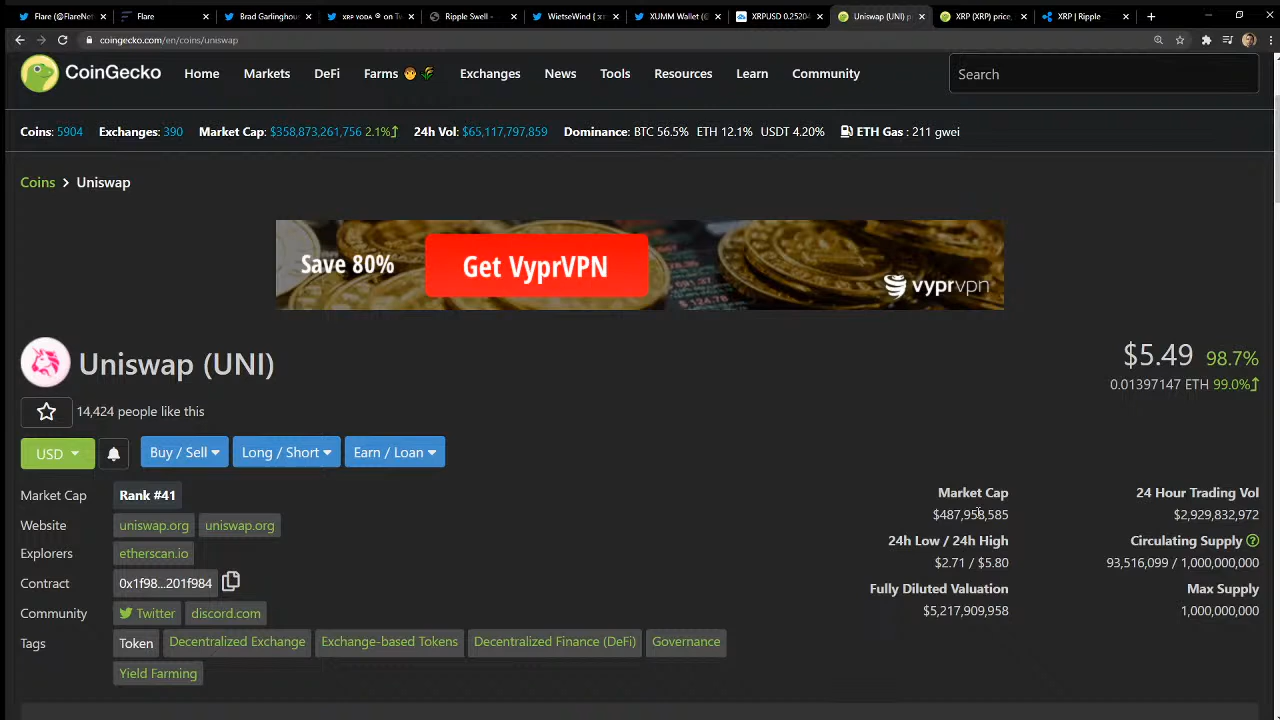 Flare (@FlareNet
Flare
Brad Garlinghou
XRP YODA ® on Tw
Ripple Swell -
WietseWind ( xr
XUMM Wallet (@
XRPUSD 0.25204
Uniswap (UNI) p
XRP (XRP) price,
XRP | Ripple
coingecko.com/en/coins/uniswap
CoinGecko Home Markets DeFi Farms Exchanges News Tools Resources Learn Community Search
Coins: 5904 Exchanges: 390 Market Cap: $358,873,261,756 2.1% 24h Vol: $65,117,797,859 Dominance: BTC 56.5% ETH 12.1% USDT 4.20% ETH Gas : 211 gwei
Coins > Uniswap
Save 80% Get VyprVPN vyprvpn
Uniswap (UNI) $5.49 98.7%
0.01397147 ETH 99.0%
14,424 people like this
USD Buy / Sell Long / Short Earn / Loan
Market Cap Rank #41
Website uniswap.org uniswap.org
Explorers etherscan.io
Contract 0x1f98...201f984
Community Twitter discord.com
Tags Token Decentralized Exchange Exchange-based Tokens Decentralized Finance (DeFi) Governance
Yield Farming
Market Cap 24 Hour Trading Vol
$487,958,585 $2,929,832,972
24h Low / 24h High Circulating Supply
$2.71 / $5.80 93,516,099 / 1,000,000,000
Fully Diluted Valuation Max Supply
$5,217,909,958 1,000,000,000